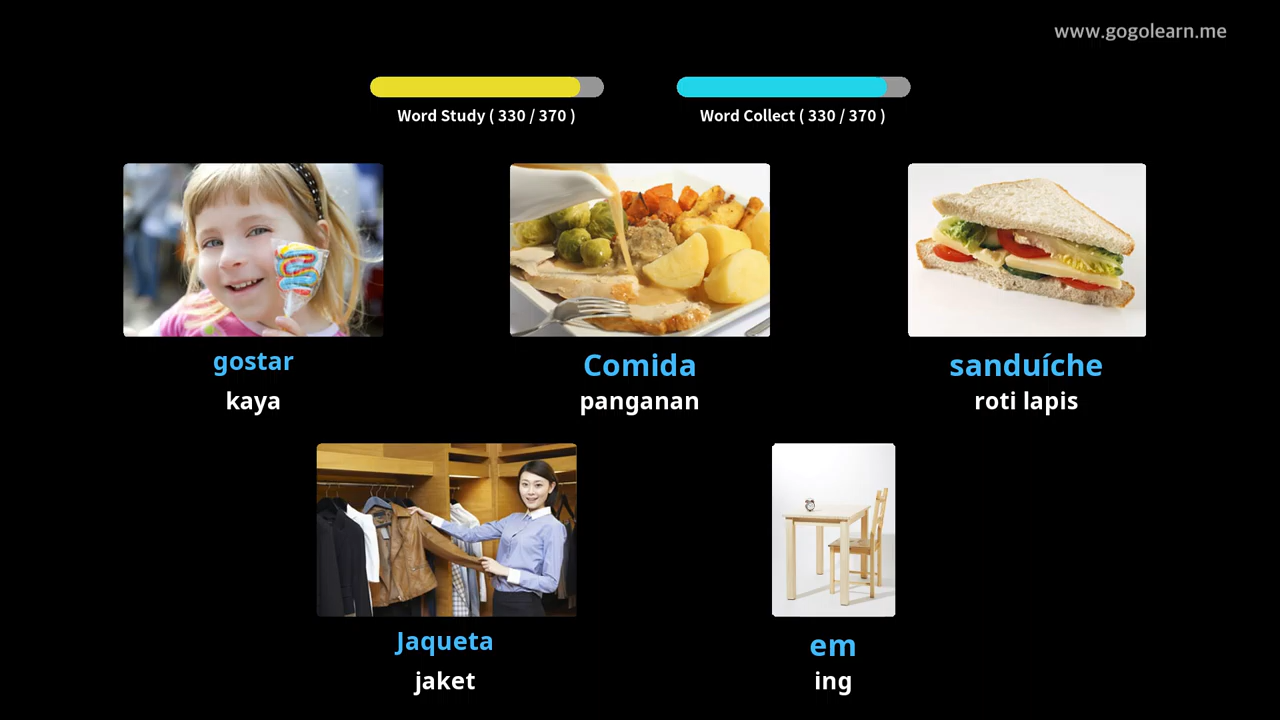 www.gogolearn.me
Word Study ( 330 / 370 )
Word Collect ( 330 / 370 )
gostar
kaya
Comida
panganan
sanduíche
roti lapis
Jaqueta
jaket
em
ing